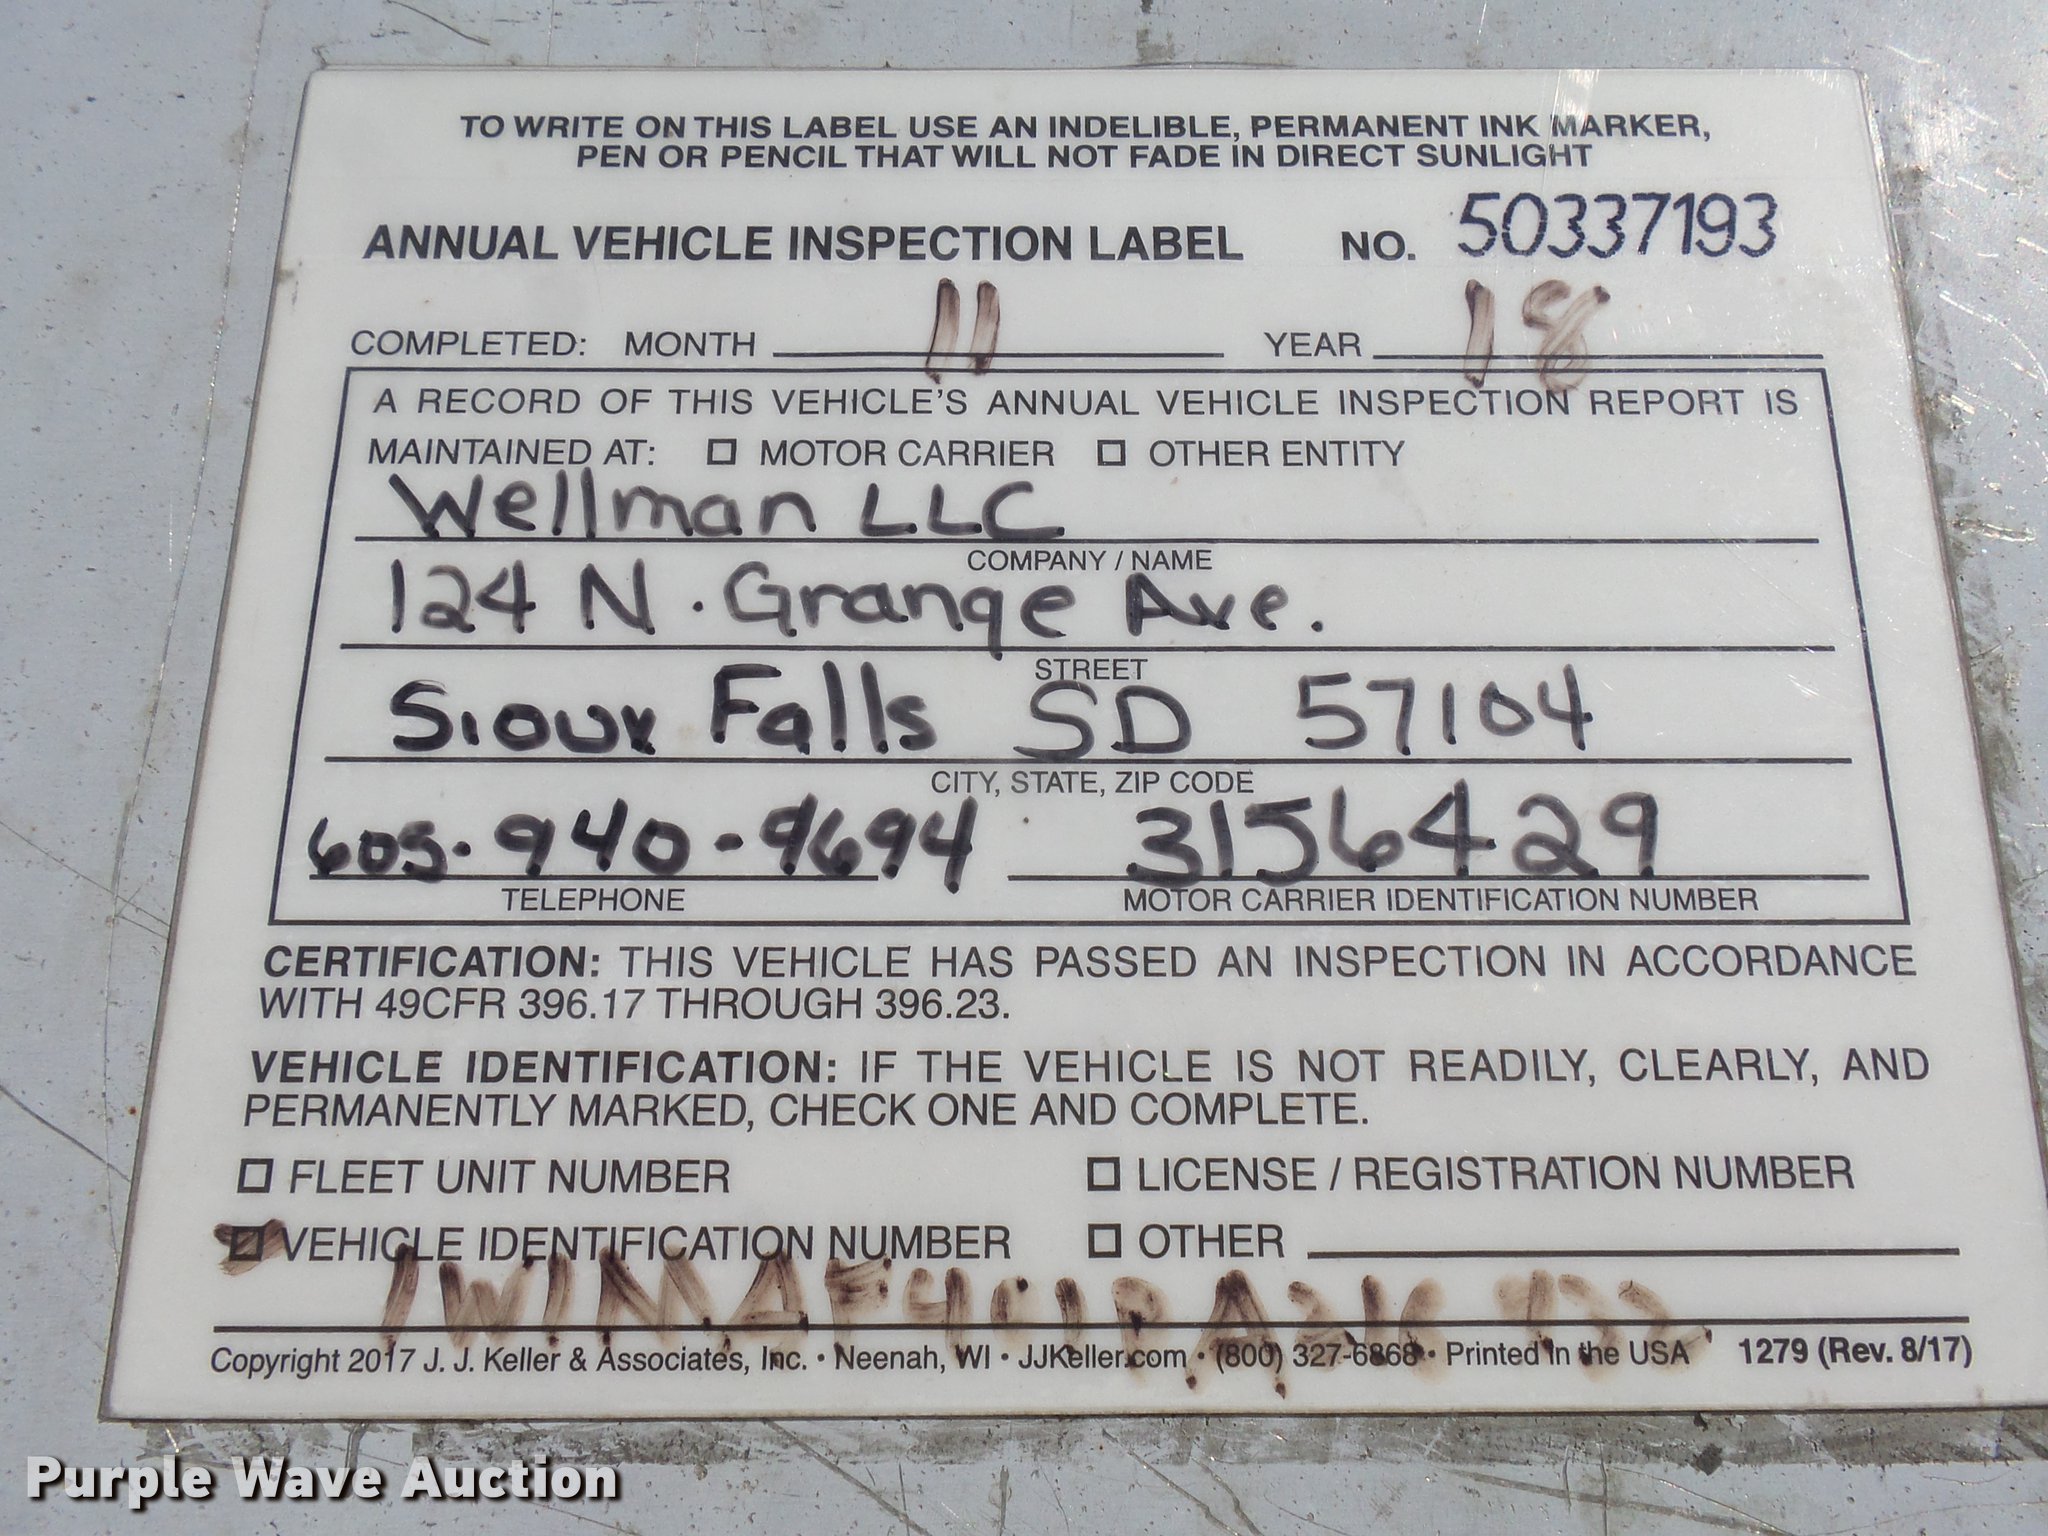 TO WRITE ON THIS LABEL USE AN INDELIBLE, PERMANENT INK MARKER,
PEN OR PENCIL THAT WILL NOT FADE IN DIRECT SUNLIGHT
ANNUAL VEHICLE INSPECTION LABEL NO. 50337193
COMPLETED: MONTH 11 YEAR 18
A RECORD OF THIS VEHICLE'S ANNUAL VEHICLE INSPECTION REPORT IS
MAINTAINED AT: ☐ MOTOR CARRIER ☐ OTHER ENTITY
Wellman LLC
COMPANY / NAME
124 N. Grange Ave.
STREET
Sioux Falls SD 57104
CITY, STATE, ZIP CODE
605-940-9694 3156429
TELEPHONE MOTOR CARRIER IDENTIFICATION NUMBER
CERTIFICATION: THIS VEHICLE HAS PASSED AN INSPECTION IN ACCORDANCE
WITH 49CFR 396.17 THROUGH 396.23.
VEHICLE IDENTIFICATION: IF THE VEHICLE IS NOT READILY, CLEARLY, AND
PERMANENTLY MARKED, CHECK ONE AND COMPLETE.
☐ FLEET UNIT NUMBER ☐ LICENSE / REGISTRATION NUMBER
☑ VEHICLE IDENTIFICATION NUMBER ☐ OTHER
Copyright 2017 J. J. Keller & Associates, Inc. • Neenah, WI • JJKeller.com • (800) 327-6868 • Printed in the USA 1279 (Rev. 8/17)
Purple Wave Auction